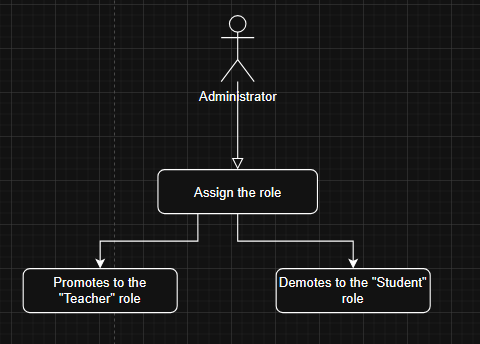 Administrator
Assign the role
Promotes to the
"Teacher" role
Demotes to the "Student"
role